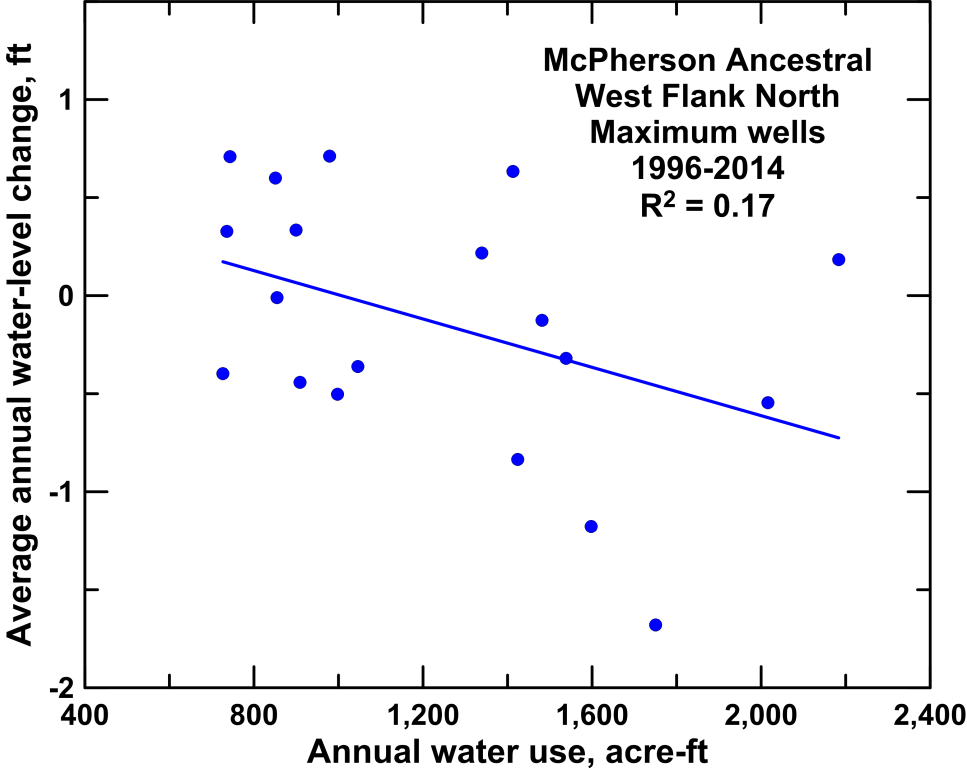 McPherson Ancestral
West Flank North
Maximum wells
1996-2014
R² = 0.17
Average annual water-level change, ft
1
0
-1
-2
400 800 1,200 1,600 2,000 2,400
Annual water use, acre-ft